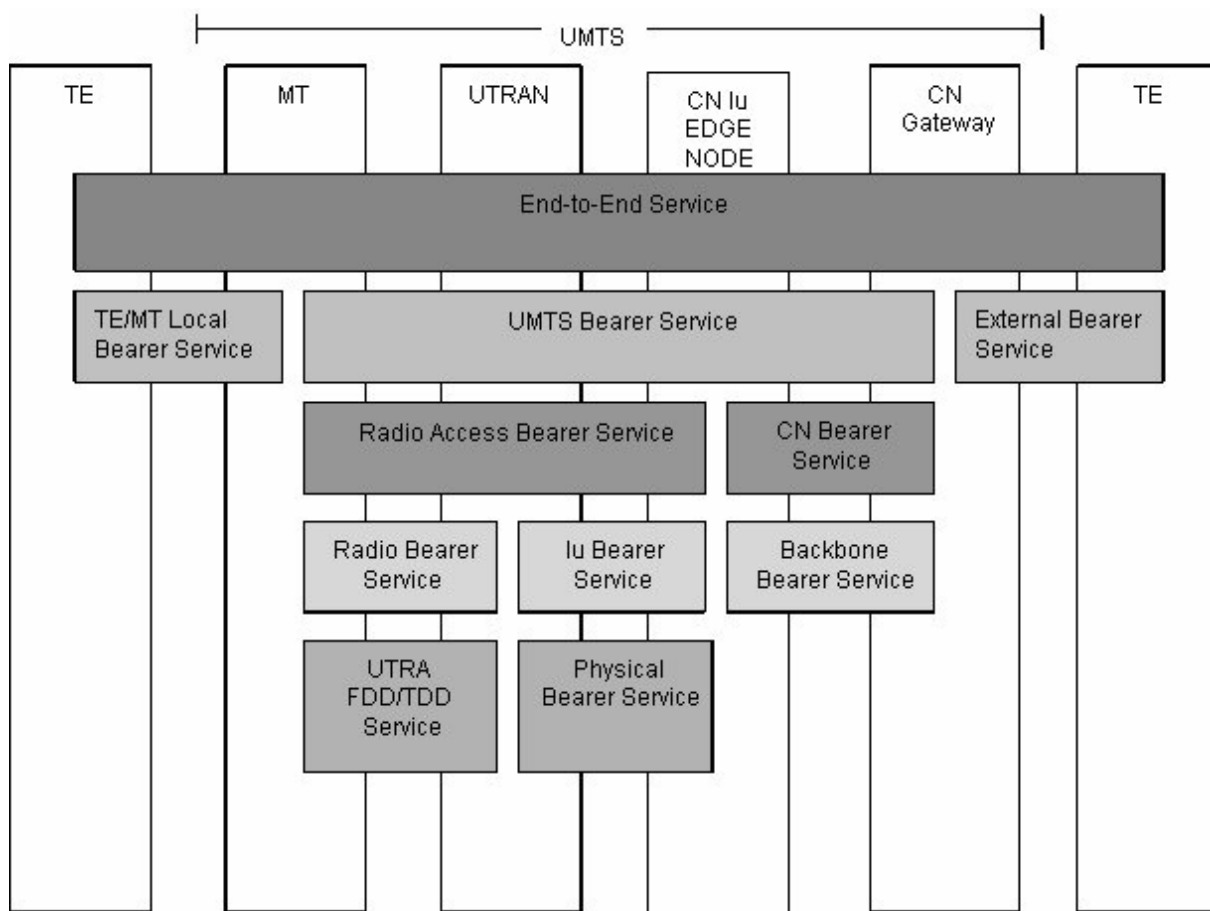 UMTS
TE
MT
UTRAN
CN Iu
EDGE
NODE
CN
Gateway
TE
End-to-End Service
TE/MT Local
Bearer Service
UMTS Bearer Service
External Bearer
Service
Radio Access Bearer Service
CN Bearer
Service
Radio Bearer
Service
Iu Bearer
Service
Backbone
Bearer Service
UTRA
FDD/TDD
Service
Physical
Bearer Service